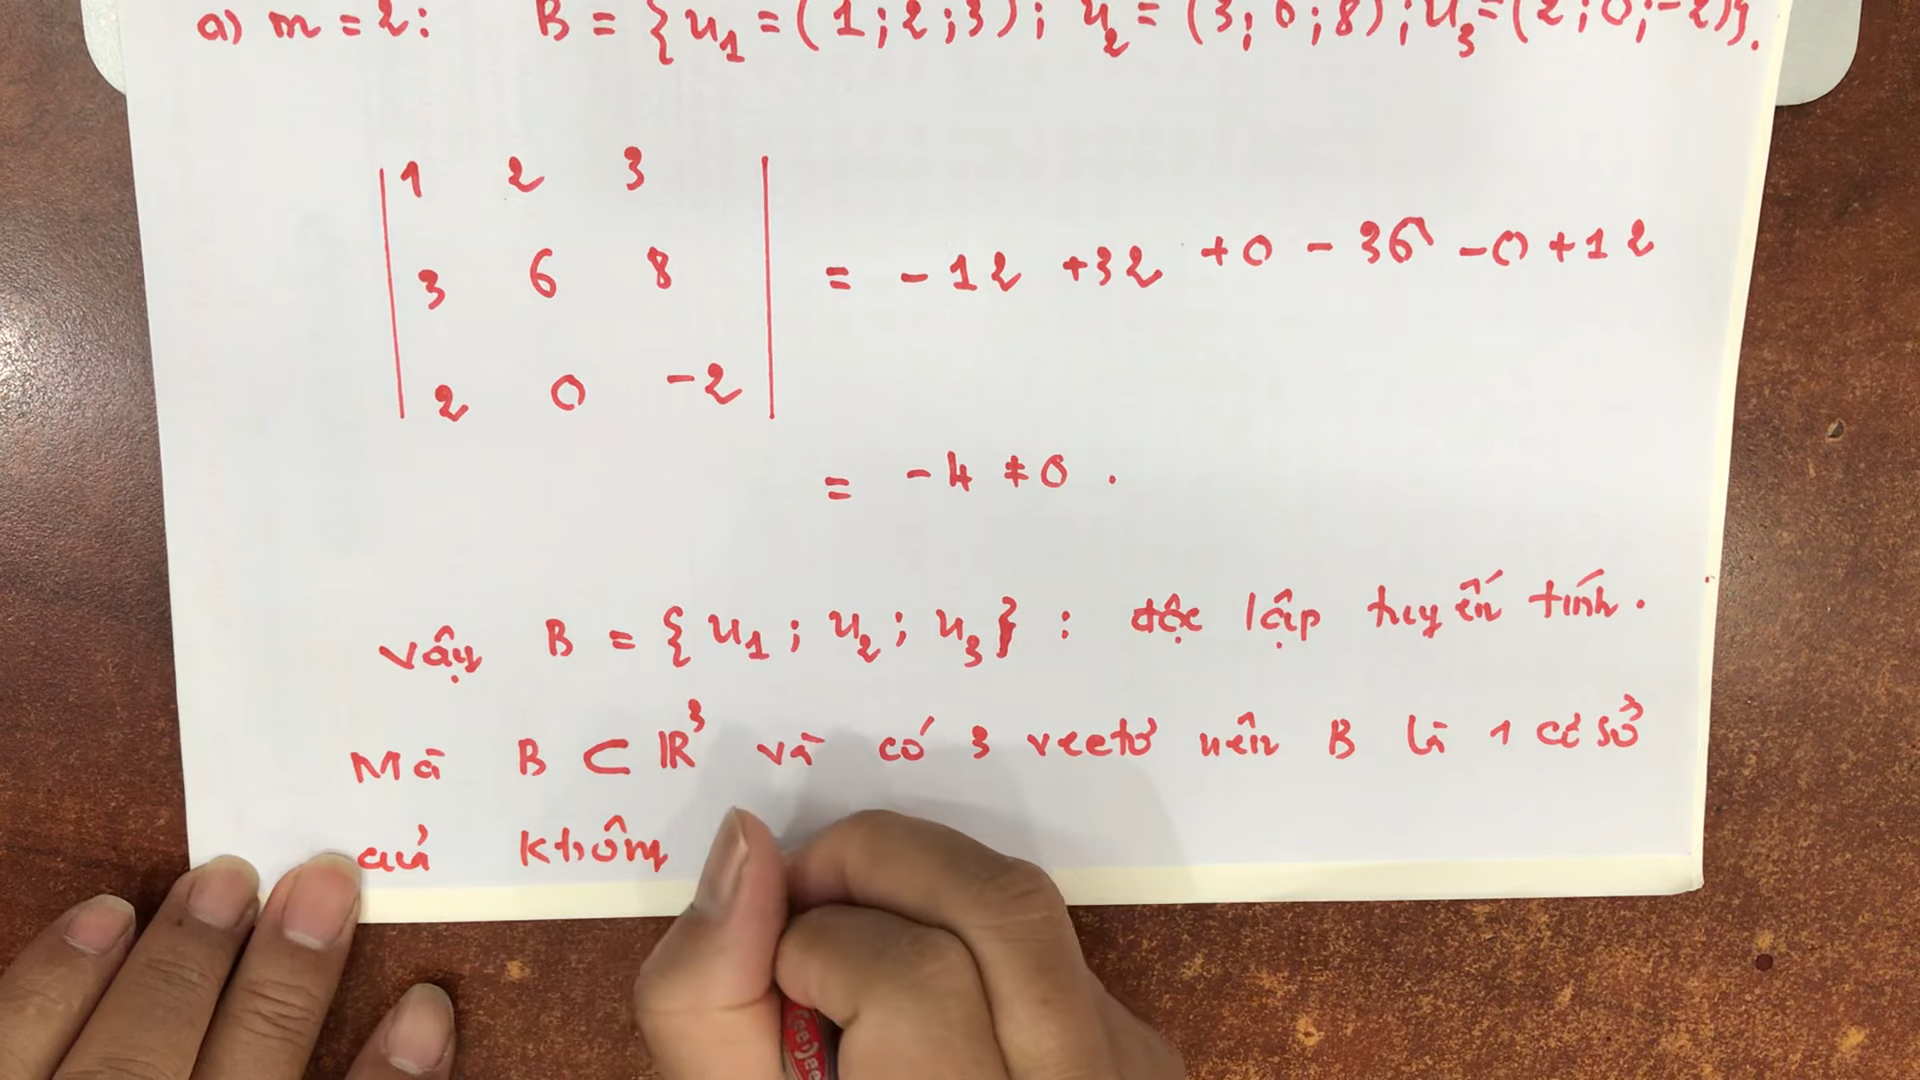 a) m = 2: B = { u₁ = (1; 2; 3); u₂ = (3; 6; 8); u₃ = (2; 0; -2)}.
1 2 3
3 6 8 = - 12 + 32 + 0 - 36 - 0 + 12
2 0 -2
= - 4 ≠ 0 .
Vậy B = { u₁ ; u₂ ; u₃ } : độc lập tuyến tính .
Mà B ⊂ ℝ³ và có 3 vectơ nên B là 1 cơ sở
của không